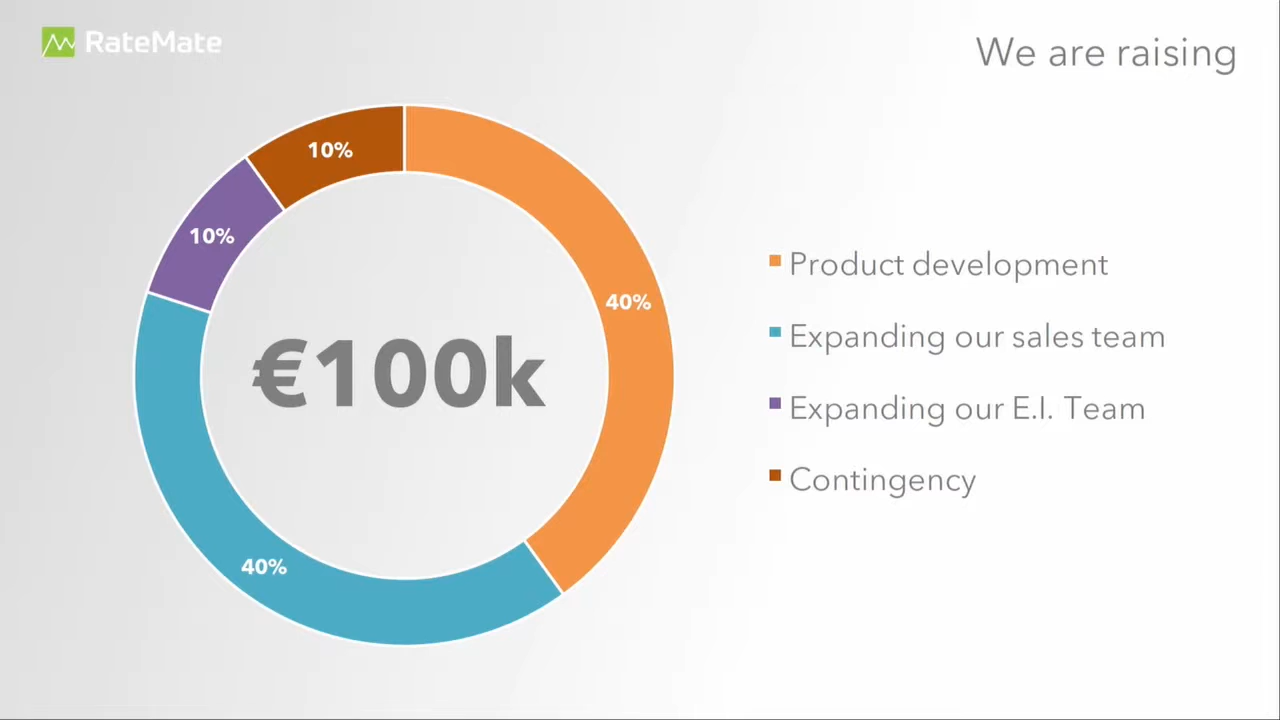 RateMate
We are raising
10%
10%
40%
€100k
40%
Product development
Expanding our sales team
Expanding our E.I. Team
Contingency